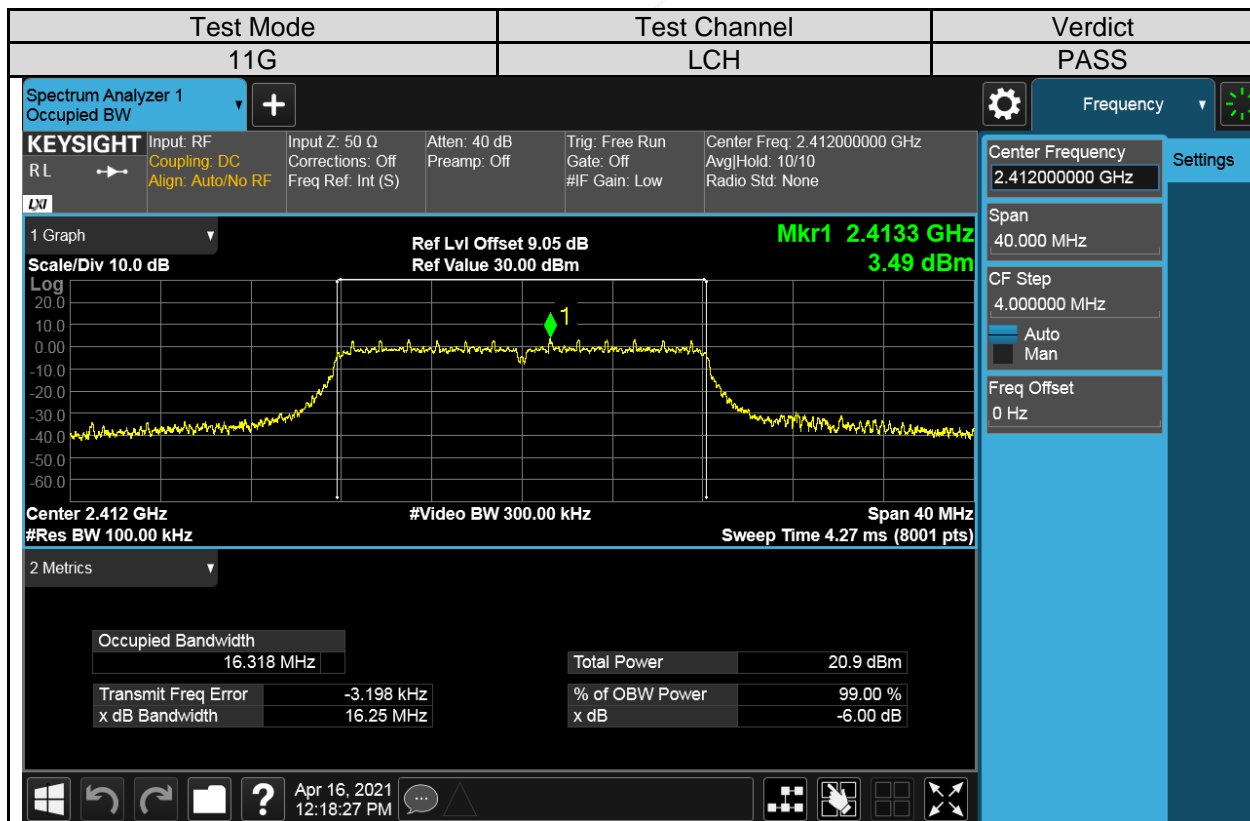 Test Mode Test Channel Verdict
11G LCH PASS
Spectrum Analyzer 1
Occupied BW
+
Frequency
KEYSIGHT
RL
LXI
Input: RF
Coupling: DC
Align: Auto/No RF
Input Z: 50 Ω
Corrections: Off
Freq Ref: Int (S)
Atten: 40 dB
Preamp: Off
Trig: Free Run
Gate: Off
#IF Gain: Low
Center Freq: 2.412000000 GHz
Avg|Hold: 10/10
Radio Std: None
Center Frequency
2.412000000 GHz
Settings
Span
40.000 MHz
CF Step
4.000000 MHz
Auto
Man
Freq Offset
0 Hz
1 Graph
Scale/Div 10.0 dB
Ref Lvl Offset 9.05 dB
Ref Value 30.00 dBm
Mkr1 2.4133 GHz
3.49 dBm
Log
20.0
10.0
0.00
-10.0
-20.0
-30.0
-40.0
-50.0
-60.0
1
Center 2.412 GHz #Video BW 300.00 kHz Span 40 MHz
#Res BW 100.00 kHz Sweep Time 4.27 ms (8001 pts)
2 Metrics
Occupied Bandwidth
16.318 MHz Total Power 20.9 dBm
Transmit Freq Error -3.198 kHz % of OBW Power 99.00 %
x dB Bandwidth 16.25 MHz x dB -6.00 dB
?
Apr 16, 2021
12:18:27 PM